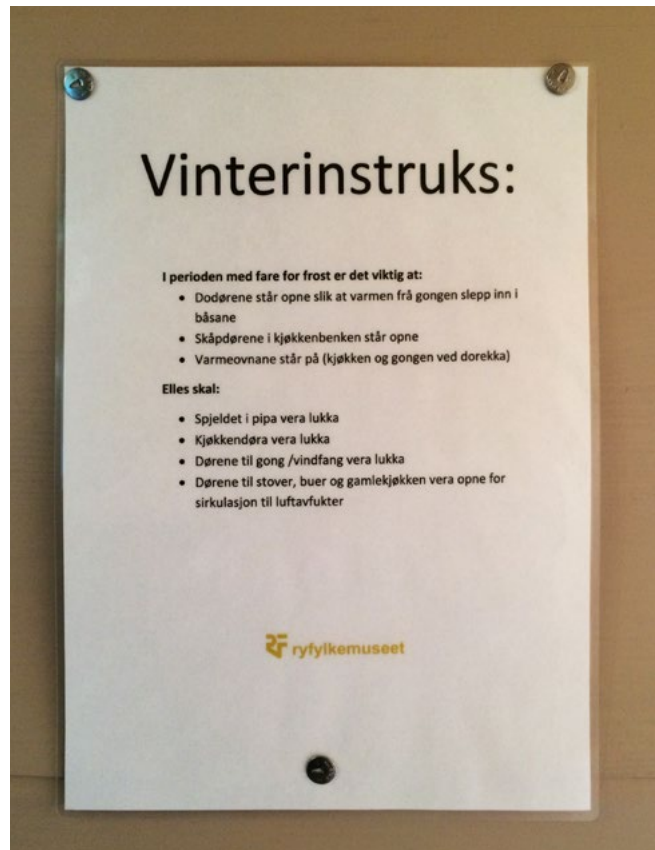 Vinterinstruks:
I perioden med fare for frost er det viktig at:
• Dodørene står opne slik at varmen frå gongen slepp inn i
båsane
• Skåpdørene i kjøkkenbenken står opne
• Varmeovnane står på (kjøkken og gongen ved dorekka)
Elles skal:
• Spjeldet i pipa vera lukka
• Kjøkkendøra vera lukka
• Dørene til gong /vindfang vera lukka
• Dørene til stover, buer og gamlekjøkken vera opne for
sirkulasjon til luftavfukter
RF ryfylkemuseet